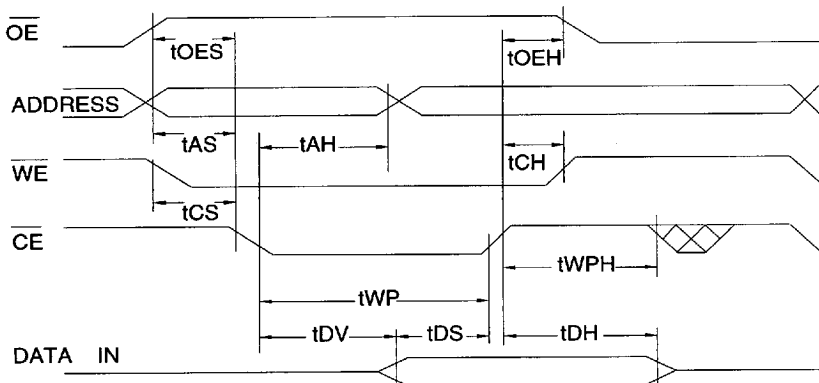 OE
tOES
tOEH
ADDRESS
tAS
tAH
tCH
WE
tCS
CE
tWPH
tWP
tDV
tDS
tDH
DATA IN